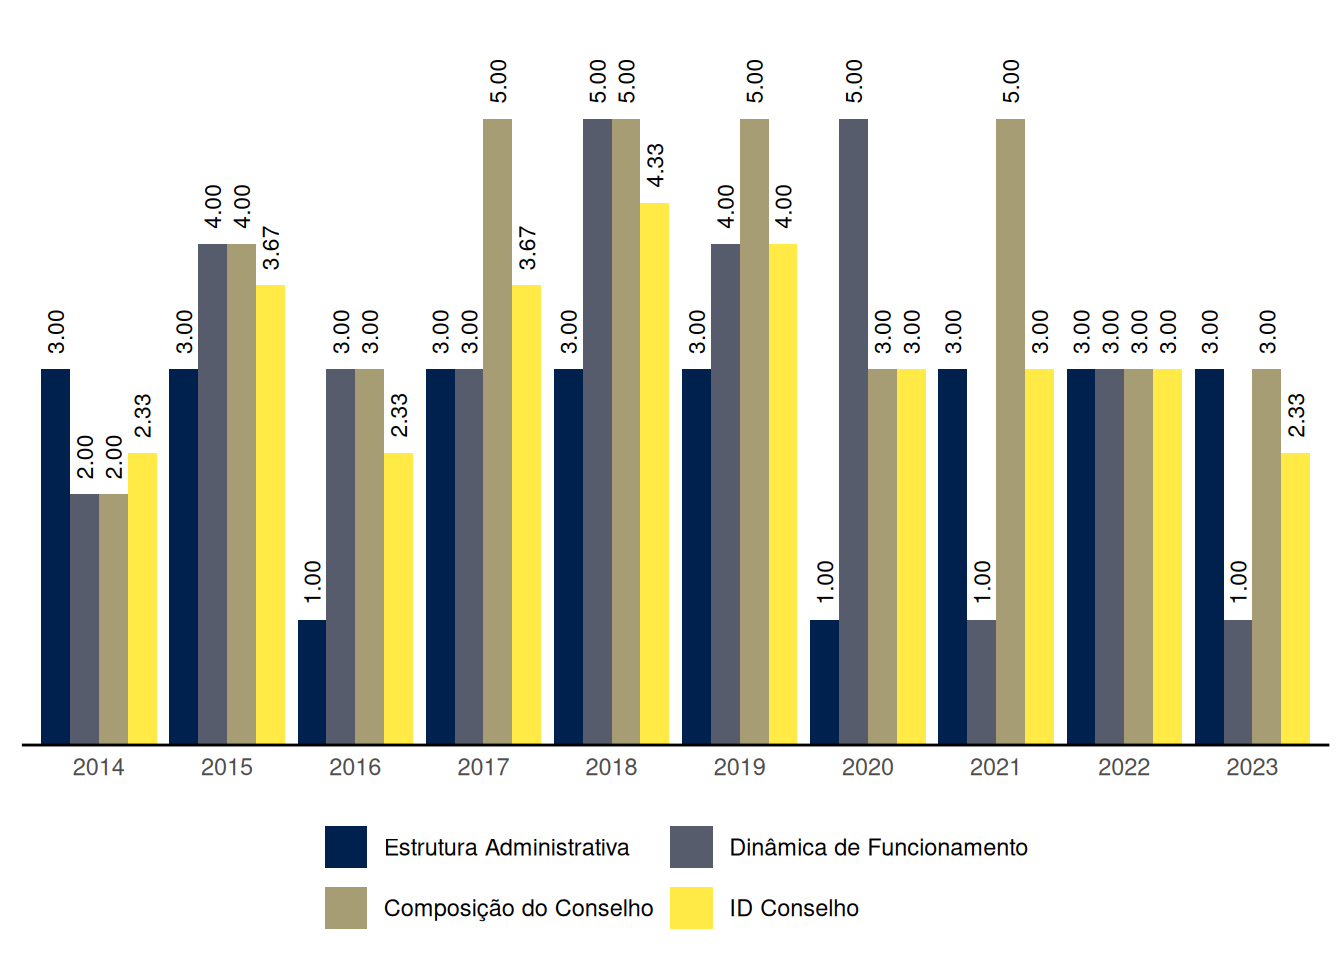 3.00 2.00 2.00 2.33
3.00 4.00 4.00 3.67
1.00 3.00 3.00 2.33
3.00 3.00 5.00 3.67
3.00 5.00 5.00 4.33
3.00 4.00 5.00 4.00
1.00 5.00 3.00 3.00
3.00 1.00 5.00 3.00
3.00 3.00 3.00 3.00
3.00 1.00 3.00 2.33
2014 2015 2016 2017 2018 2019 2020 2021 2022 2023
Estrutura Administrativa Dinâmica de Funcionamento
Composição do Conselho ID Conselho